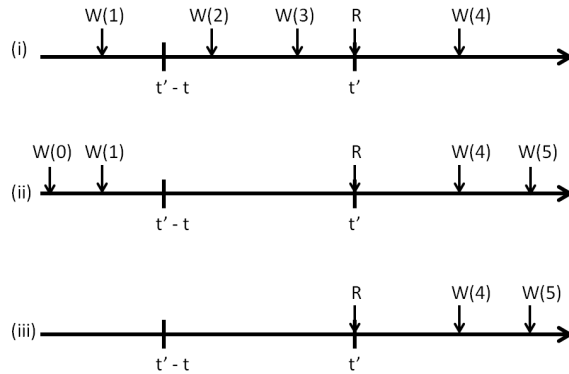 W(1) W(2) W(3) R W(4)
(i)
t' - t t'
W(0) W(1) R W(4) W(5)
(ii)
t' - t t'
R W(4) W(5)
(iii)
t' - t t'